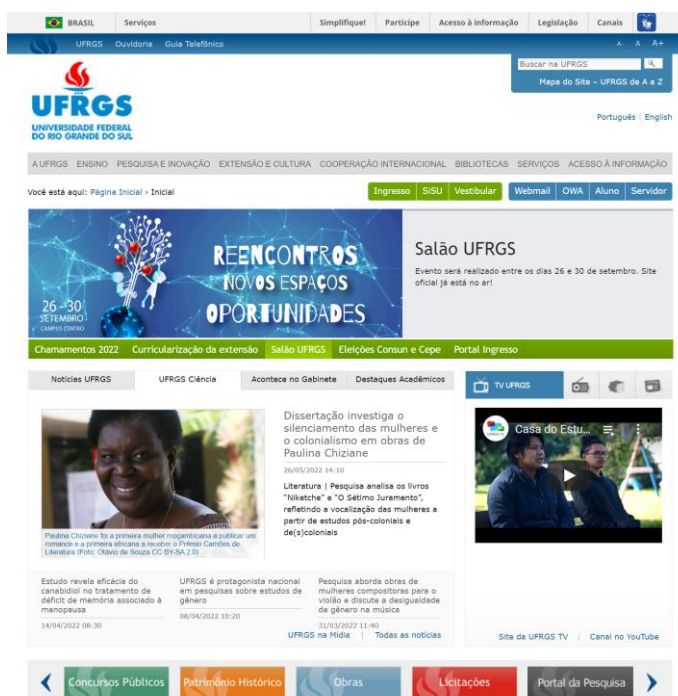 BRASIL Serviços Simplifique! Participe Acesso à informação Legislação Canais
UFRGS Ouvidoria Guia Telefônico A- A A+
Buscar na UFRGS
Mapa do Site – UFRGS de A a Z
UFRGS
UNIVERSIDADE FEDERAL
DO RIO GRANDE DO SUL
Português | English
A UFRGS ENSINO PESQUISA E INOVAÇÃO EXTENSÃO E CULTURA COOPERAÇÃO INTERNACIONAL BIBLIOTECAS SERVIÇOS ACESSO À INFORMAÇÃO
Você está aqui: Página Inicial › Inicial
Ingresso SiSU Vestibular Webmail OWA Aluno Servidor
REENCONTROS
NOVOS ESPAÇOS
OPORTUNIDADES
26 - 30
SETEMBRO
CAMPUS CENTRO
Salão UFRGS
Evento será realizado entre os dias 26 e 30 de setembro. Site
oficial já está no ar!
Chamamentos 2022 Curricularização da extensão Salão UFRGS Eleições Consun e Cepe Portal Ingresso
Notícias UFRGS UFRGS Ciência Acontece no Gabinete Destaques Acadêmicos
Dissertação investiga o
silenciamento das mulheres e
o colonialismo em obras de
Paulina Chiziane
26/05/2022 14:10
Literatura | Pesquisa analisa os livros
"Niketche" e "O Sétimo Juramento",
refletindo a vocalização das mulheres a
partir de estudos pós-coloniais e
de(s)coloniais
Paulina Chiziane foi a primeira mulher moçambicana a publicar um
romance e a primeira africana a receber o Prêmio Camões de
Literatura (Foto: Otávio de Souza CC BY-SA 2.0)
Estudo revela eficácia do
canabidiol no tratamento de
déficit de memória associado à
menopausa
14/04/2022 08:30
UFRGS é protagonista nacional
em pesquisas sobre estudos de
gênero
08/04/2022 10:20
Pesquisa aborda obras de
mulheres compositoras para o
violão e discute a desigualdade
de gênero na música
31/03/2022 11:40
UFRGS na Mídia | Todas as notícias
TV UFRGS
Casa do Estu...
Site da UFRGS TV | Canal no YouTube
Concursos Públicos Patrimônio Histórico Obras Licitações Portal da Pesquisa